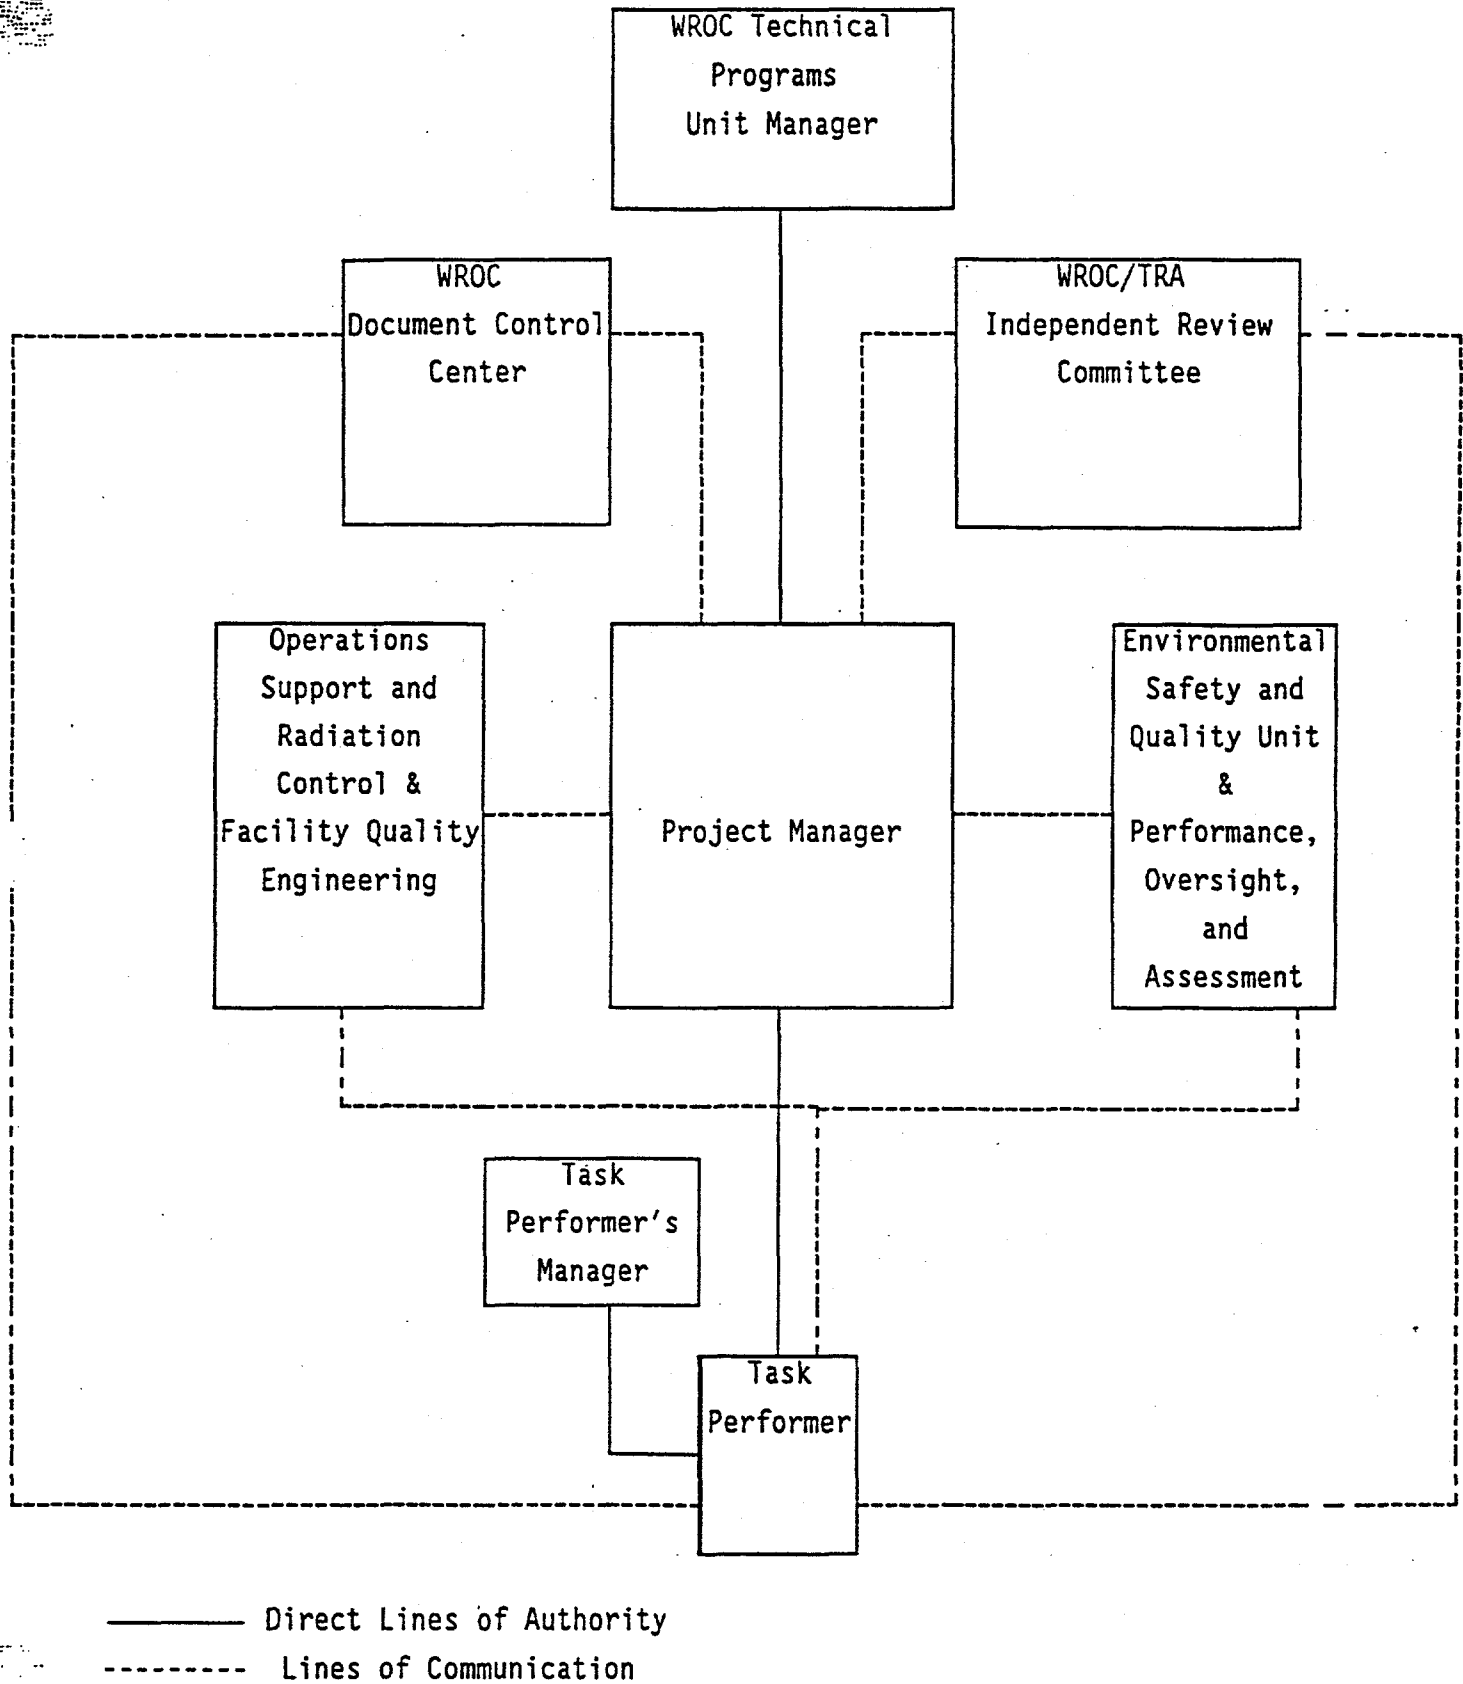 WROC Technical
Programs
Unit Manager
WROC
Document Control
Center
WROC/TRA
Independent Review
Committee
Operations
Support and
Radiation
Control &
Facility Quality
Engineering
Project Manager
Environmental
Safety and
Quality Unit
&
Performance,
Oversight,
and
Assessment
Task
Performer's
Manager
Task
Performer
Direct Lines of Authority
Lines of Communication